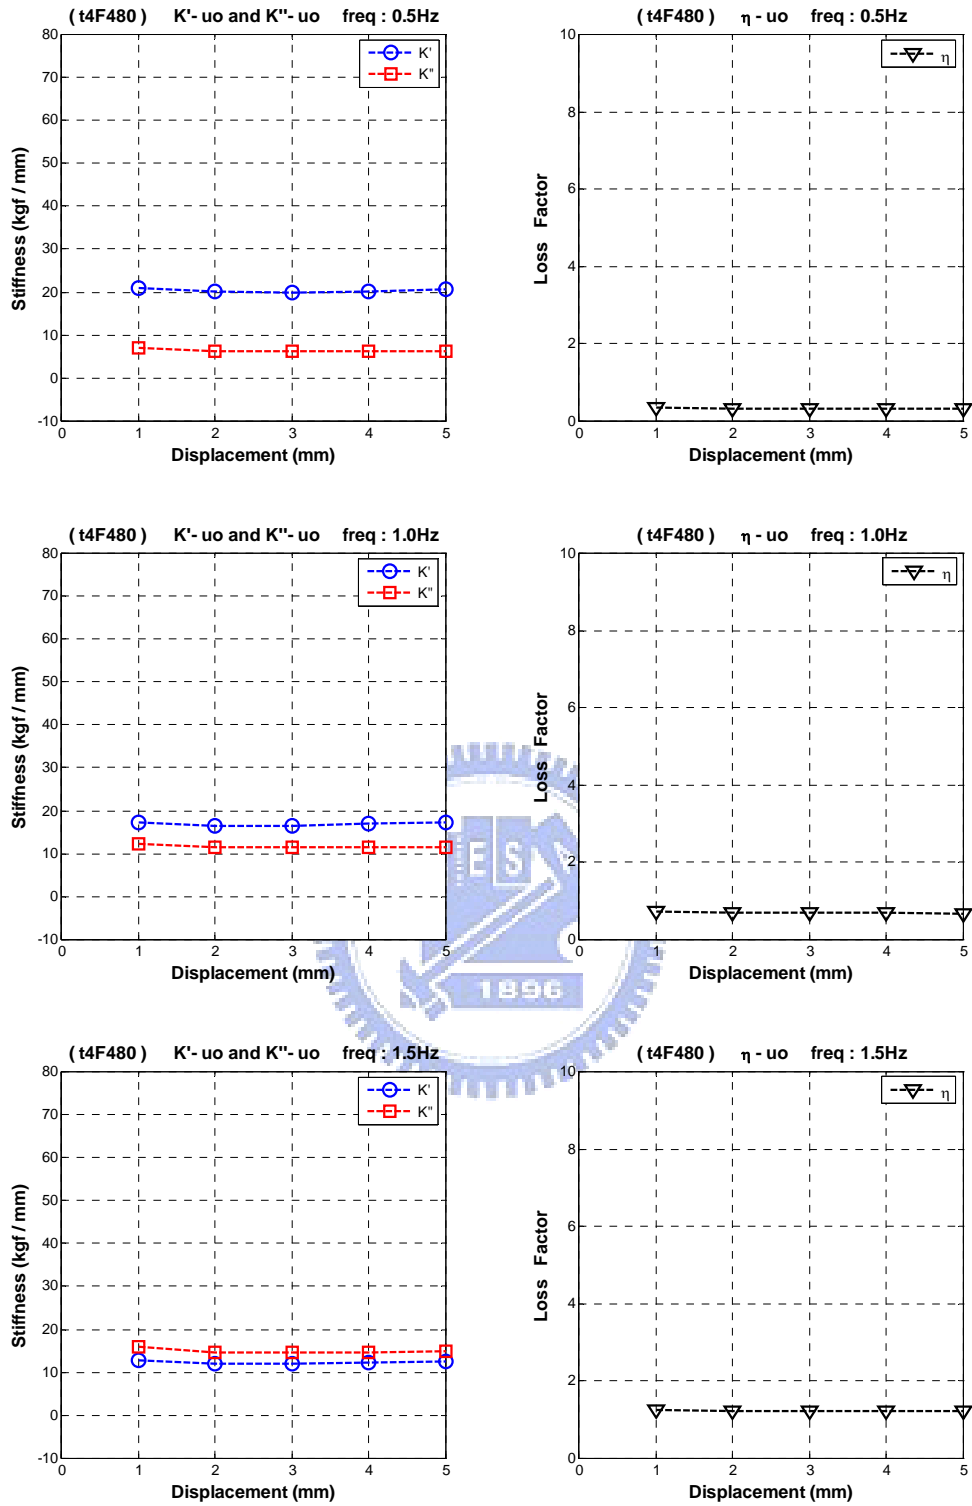 ( t4F480 ) K'- uo and K''- uo freq : 0.5Hz
80
70
60
50
40
30
20
10
0
-10
Stiffness (kgf / mm)
K'
K''
0 1 2 3 4 5
Displacement (mm)
( t4F480 ) η - uo freq : 0.5Hz
10
8
6
4
2
0
Loss Factor
η
0 1 2 3 4 5
Displacement (mm)
( t4F480 ) K'- uo and K''- uo freq : 1.0Hz
80
70
60
50
40
30
20
10
0
-10
Stiffness (kgf / mm)
K'
K''
0 1 2 3 4 5
Displacement (mm)
( t4F480 ) η - uo freq : 1.0Hz
10
8
6
4
2
0
Loss Factor
η
0 1 2 3 4 5
Displacement (mm)
E S
1896
( t4F480 ) K'- uo and K''- uo freq : 1.5Hz
80
70
60
50
40
30
20
10
0
-10
Stiffness (kgf / mm)
K'
K''
0 1 2 3 4 5
Displacement (mm)
( t4F480 ) η - uo freq : 1.5Hz
10
8
6
4
2
0
Loss Factor
η
0 1 2 3 4 5
Displacement (mm)